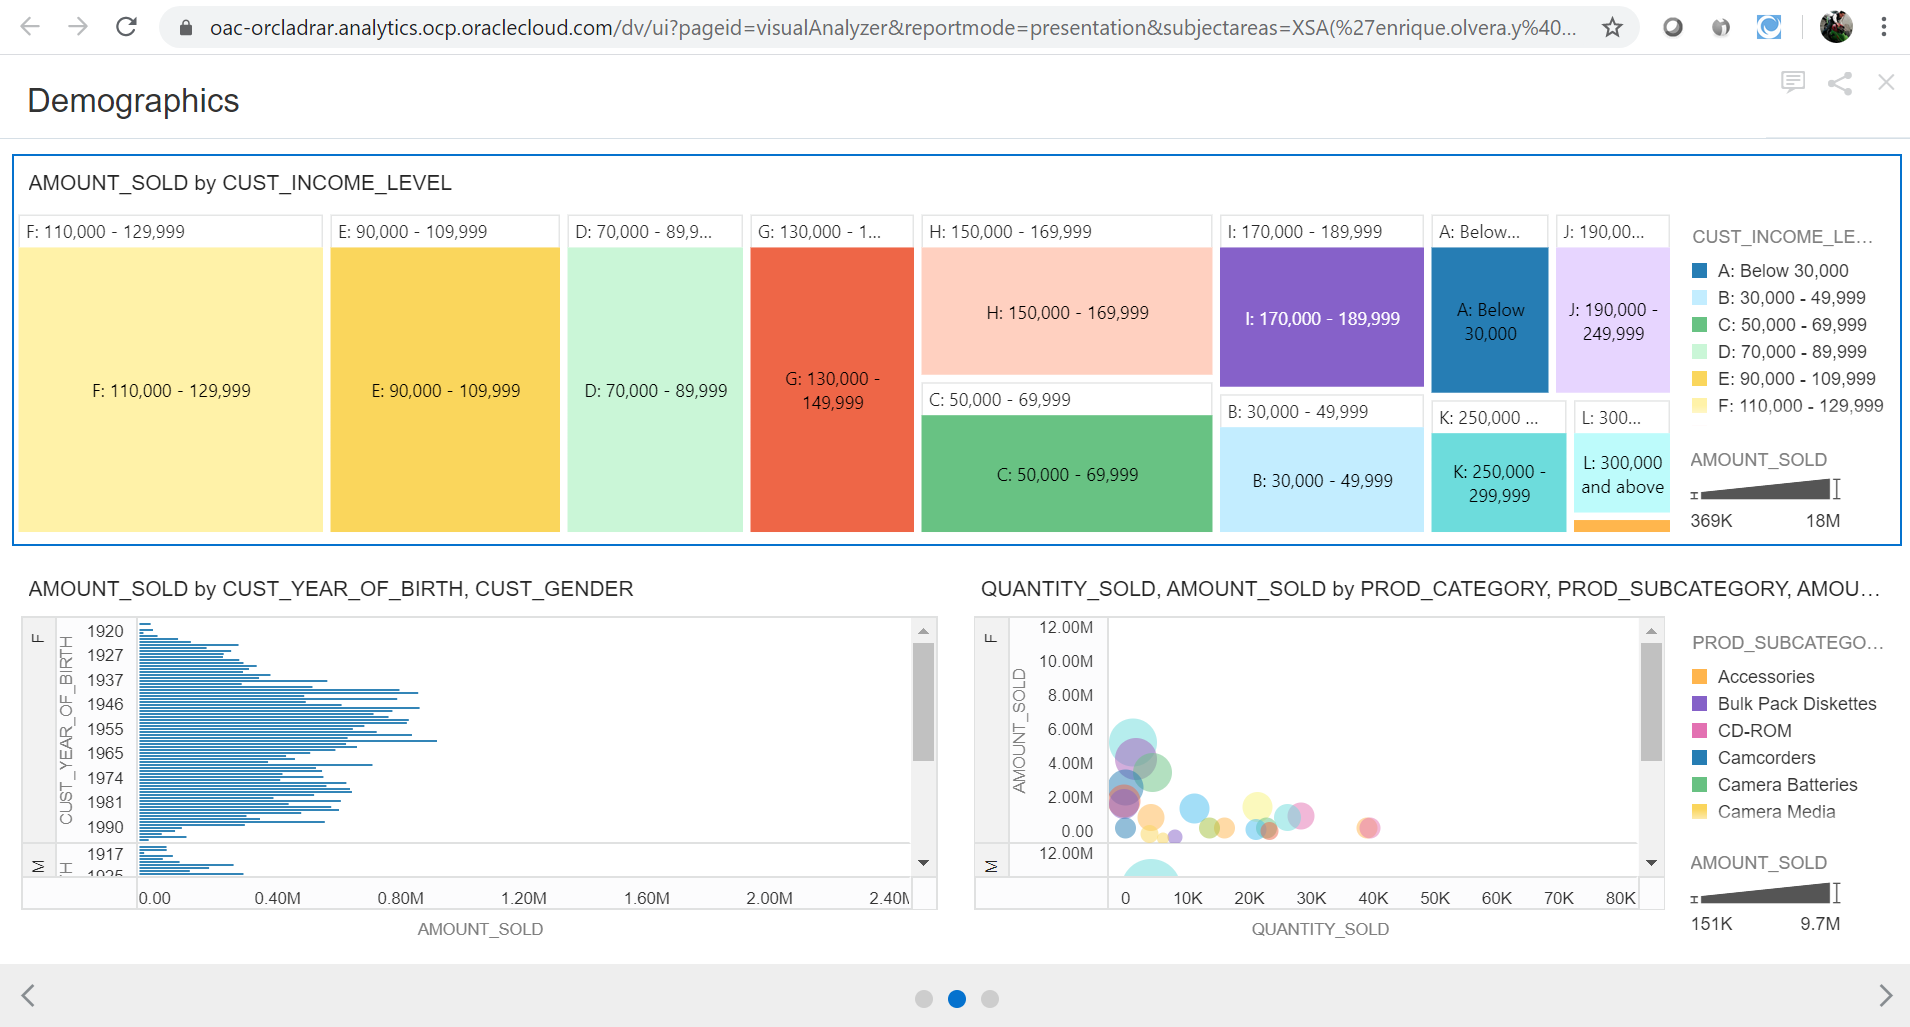 oac-orcladrar.analytics.ocp.oraclecloud.com/dv/ui?pageid=visualAnalyzer&reportmode=presentation&subjectareas=XSA(%27enrique.olvera.y%40...
Demographics
AMOUNT_SOLD by CUST_INCOME_LEVEL
F: 110,000 - 129,999
E: 90,000 - 109,999
D: 70,000 - 89,9...
G: 130,000 - 1...
H: 150,000 - 169,999
I: 170,000 - 189,999
A: Below...
J: 190,00...
F: 110,000 - 129,999
E: 90,000 - 109,999
D: 70,000 - 89,999
G: 130,000 -
149,999
H: 150,000 - 169,999
I: 170,000 - 189,999
A: Below
30,000
J: 190,000 -
249,999
C: 50,000 - 69,999
B: 30,000 - 49,999
K: 250,000 ...
L: 300...
C: 50,000 - 69,999
B: 30,000 - 49,999
K: 250,000 -
299,999
L: 300,000
and above
CUST_INCOME_LE...
A: Below 30,000
B: 30,000 - 49,999
C: 50,000 - 69,999
D: 70,000 - 89,999
E: 90,000 - 109,999
F: 110,000 - 129,999
AMOUNT_SOLD
369K 18M
AMOUNT_SOLD by CUST_YEAR_OF_BIRTH, CUST_GENDER
F
CUST_YEAR_OF_BIRTH
1920
1927
1937
1946
1955
1965
1974
1981
1990
M
TH
1917
1925
0.00 0.40M 0.80M 1.20M 1.60M 2.00M 2.40M
AMOUNT_SOLD
QUANTITY_SOLD, AMOUNT_SOLD by PROD_CATEGORY, PROD_SUBCATEGORY, AMOU...
F
AMOUNT_SOLD
12.00M
10.00M
8.00M
6.00M
4.00M
2.00M
0.00
M
12.00M
0 10K 20K 30K 40K 50K 60K 70K 80K
QUANTITY_SOLD
PROD_SUBCATEGO...
Accessories
Bulk Pack Diskettes
CD-ROM
Camcorders
Camera Batteries
Camera Media
AMOUNT_SOLD
151K 9.7M